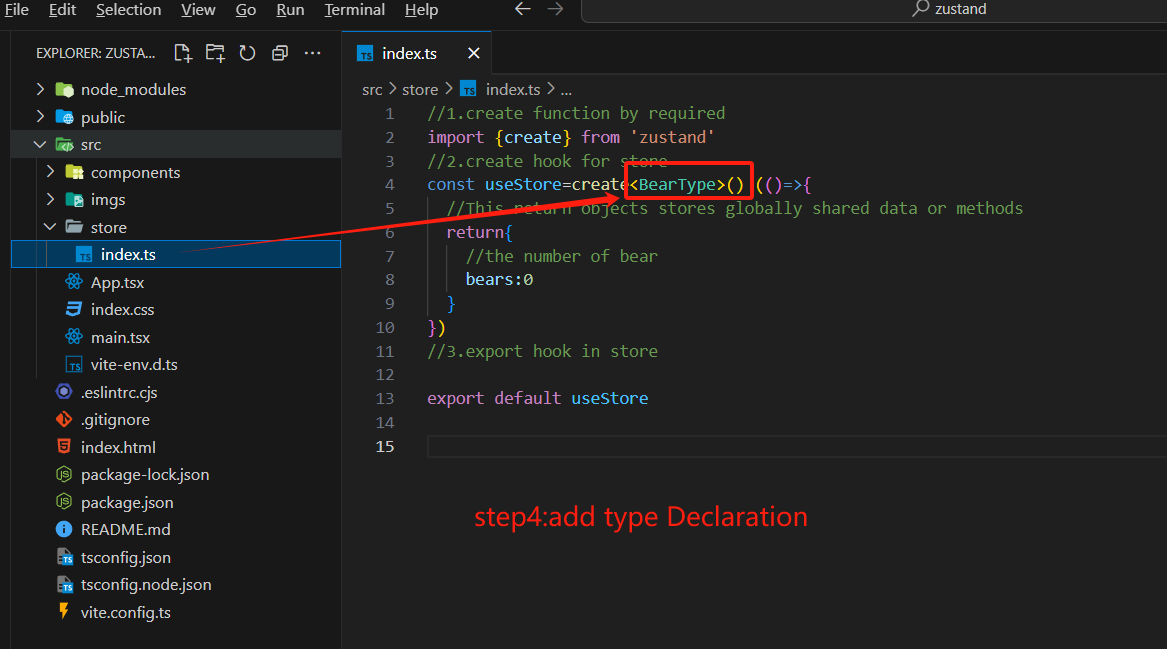 File Edit Selection View Go Run Terminal Help zustand
EXPLORER: ZUSTA... ···
index.ts
node_modules
public
src
components
imgs
store
index.ts
App.tsx
index.css
main.tsx
vite-env.d.ts
.eslintrc.cjs
.gitignore
index.html
package-lock.json
package.json
README.md
tsconfig.json
tsconfig.node.json
vite.config.ts
src > store > TS index.ts > ...
1 //1.create function by required
2 import {create} from 'zustand'
3 //2.create hook for store
4 const useStore=create<BearType>() (()=>{
5 //This return objects stores globally shared data or methods
6 return{
7 //the number of bear
8 bears:0
9 }
10 })
11 //3.export hook in store
12
13 export default useStore
14
15
step4:add type Declaration